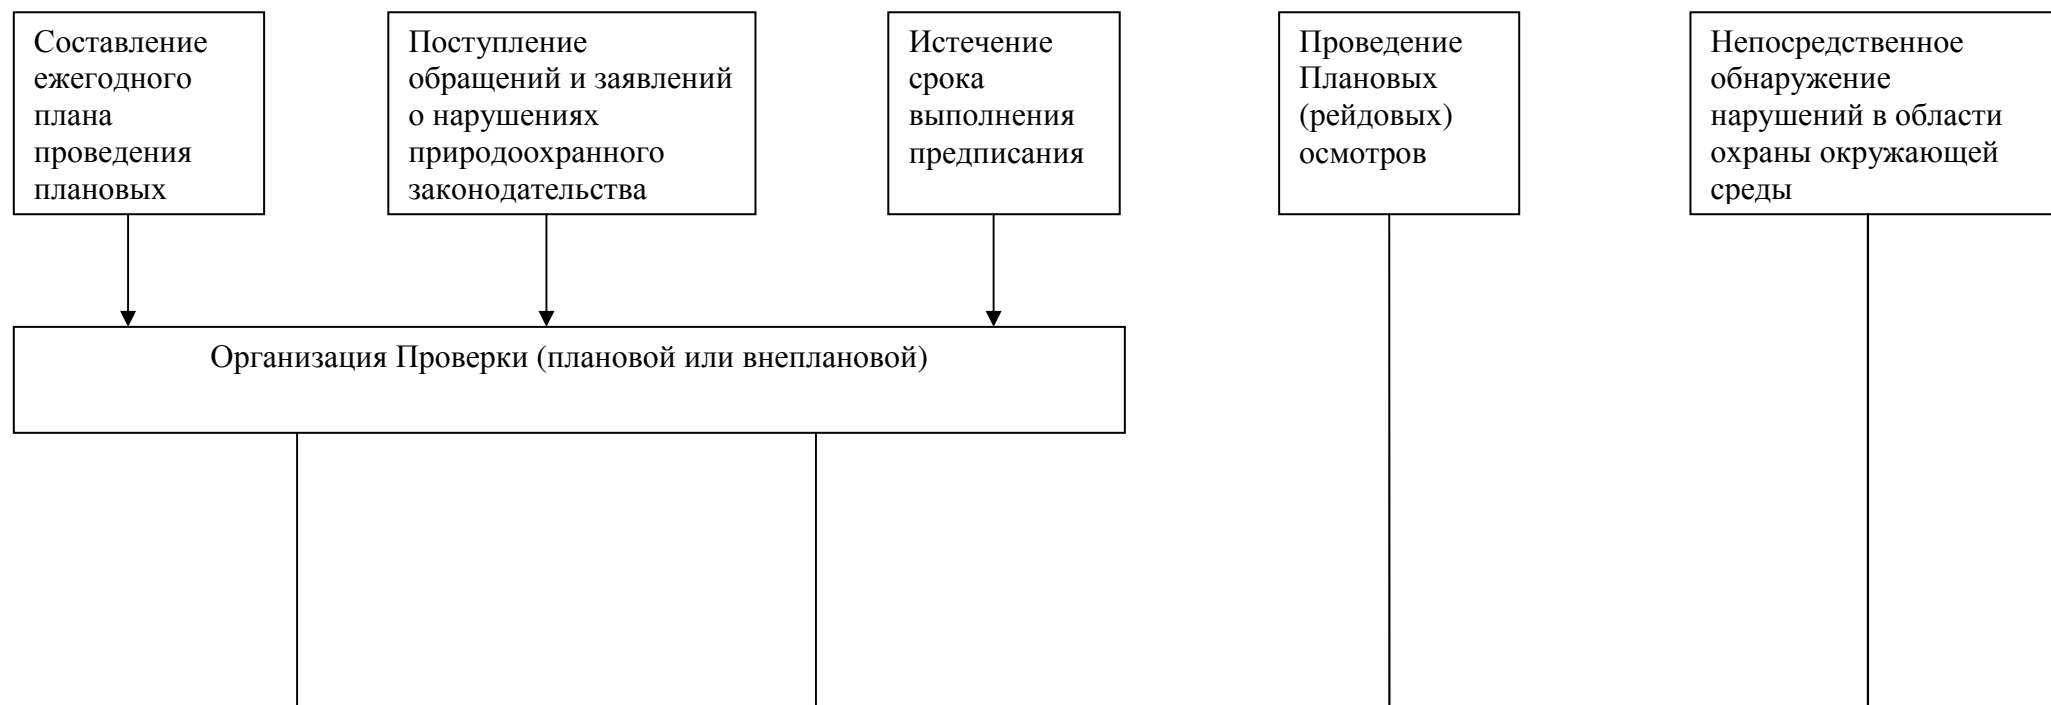 Составление
ежегодного
плана
проведения
плановых
Поступление
обращений и заявлений
о нарушениях
природоохранного
законодательства
Истечение
срока
выполнения
предписания
Проведение
Плановых
(рейдовых)
осмотров
Непосредственное
обнаружение
нарушений в области
охраны окружающей
среды
Организация Проверки (плановой или внеплановой)